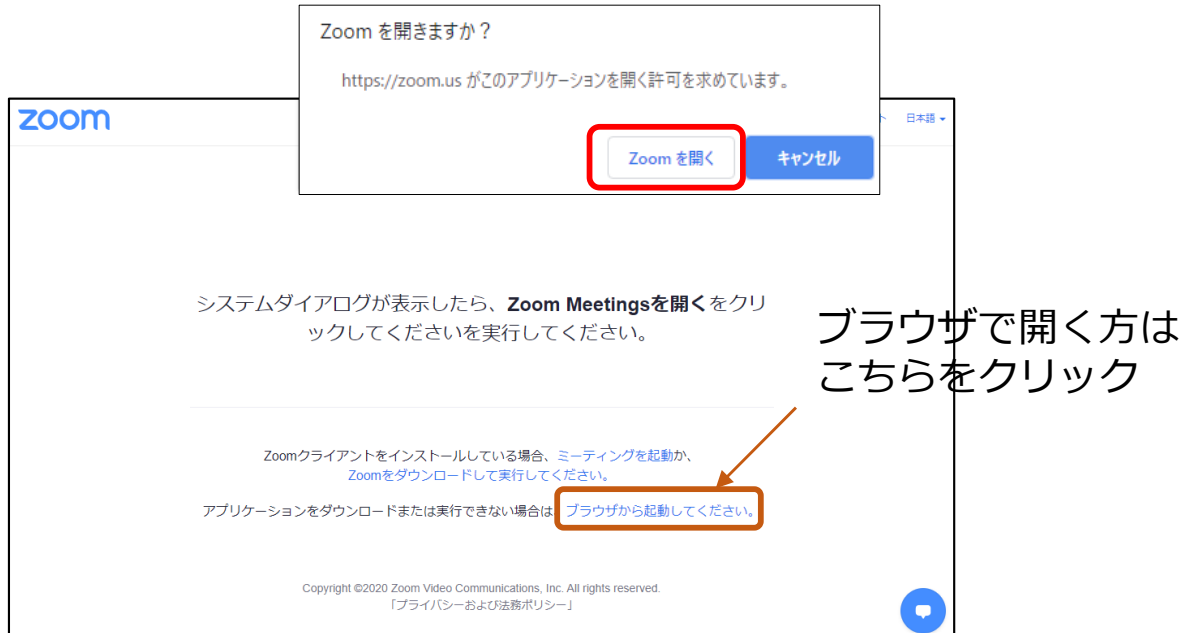 Zoom を開きますか？
https://zoom.us がこのアプリケーションを開く許可を求めています。
Zoom を開く
キャンセル
zoom
ト 日本語
システムダイアログが表示したら、Zoom Meetingsを開くをクリ
ックしてくださいを実行してください。
ブラウザで開く方は
こちらをクリック
Zoomクライアントをインストールしている場合、ミーティングを起動か、
Zoomをダウンロードして実行してください。
アプリケーションをダウンロードまたは実行できない場合は ブラウザから起動してください。
Copyright ©2020 Zoom Video Communications, Inc. All rights reserved.
「プライバシーおよび法務ポリシー」